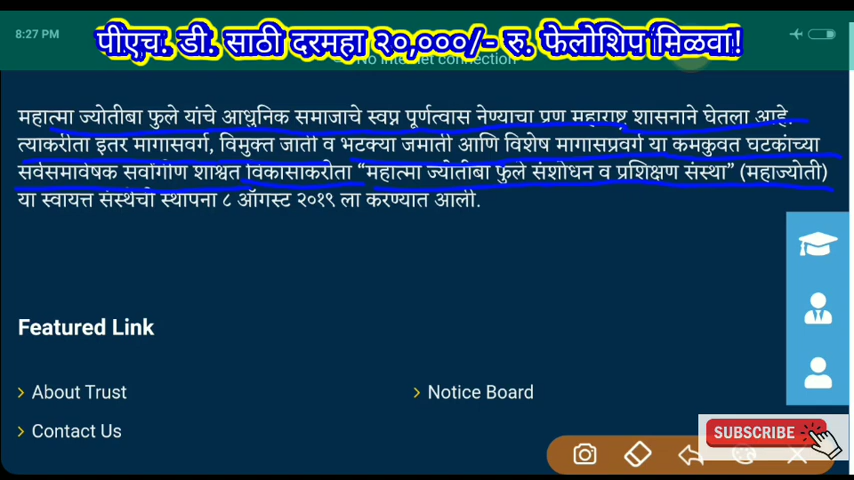 पीएच. डी. साठी दरमहा २०,०००/- रु. फेलोशिप मिळवा!
8:27 PM
No internet connection
महात्मा ज्योतीबा फुले यांचे आधुनिक समाजाचे स्वप्न पूर्णत्वास नेण्याचा प्रण महाराष्ट्र शासनाने घेतला आहे.
त्याकरीता इतर मागासवर्ग, विमुक्त जाती व भटक्या जमाती आणि विशेष मागासप्रवर्ग या कमकुवत घटकांच्या
सर्वसमावेषक सर्वांगीण शाश्वत विकासाकरीता “महात्मा ज्योतीबा फुले संशोधन व प्रशिक्षण संस्था” (महाज्योती)
या स्वायत्त संस्थेची स्थापना ८ ऑगस्ट २०१९ ला करण्यात आली.
Featured Link
About Trust
Notice Board
Contact Us
SUBSCRIBE